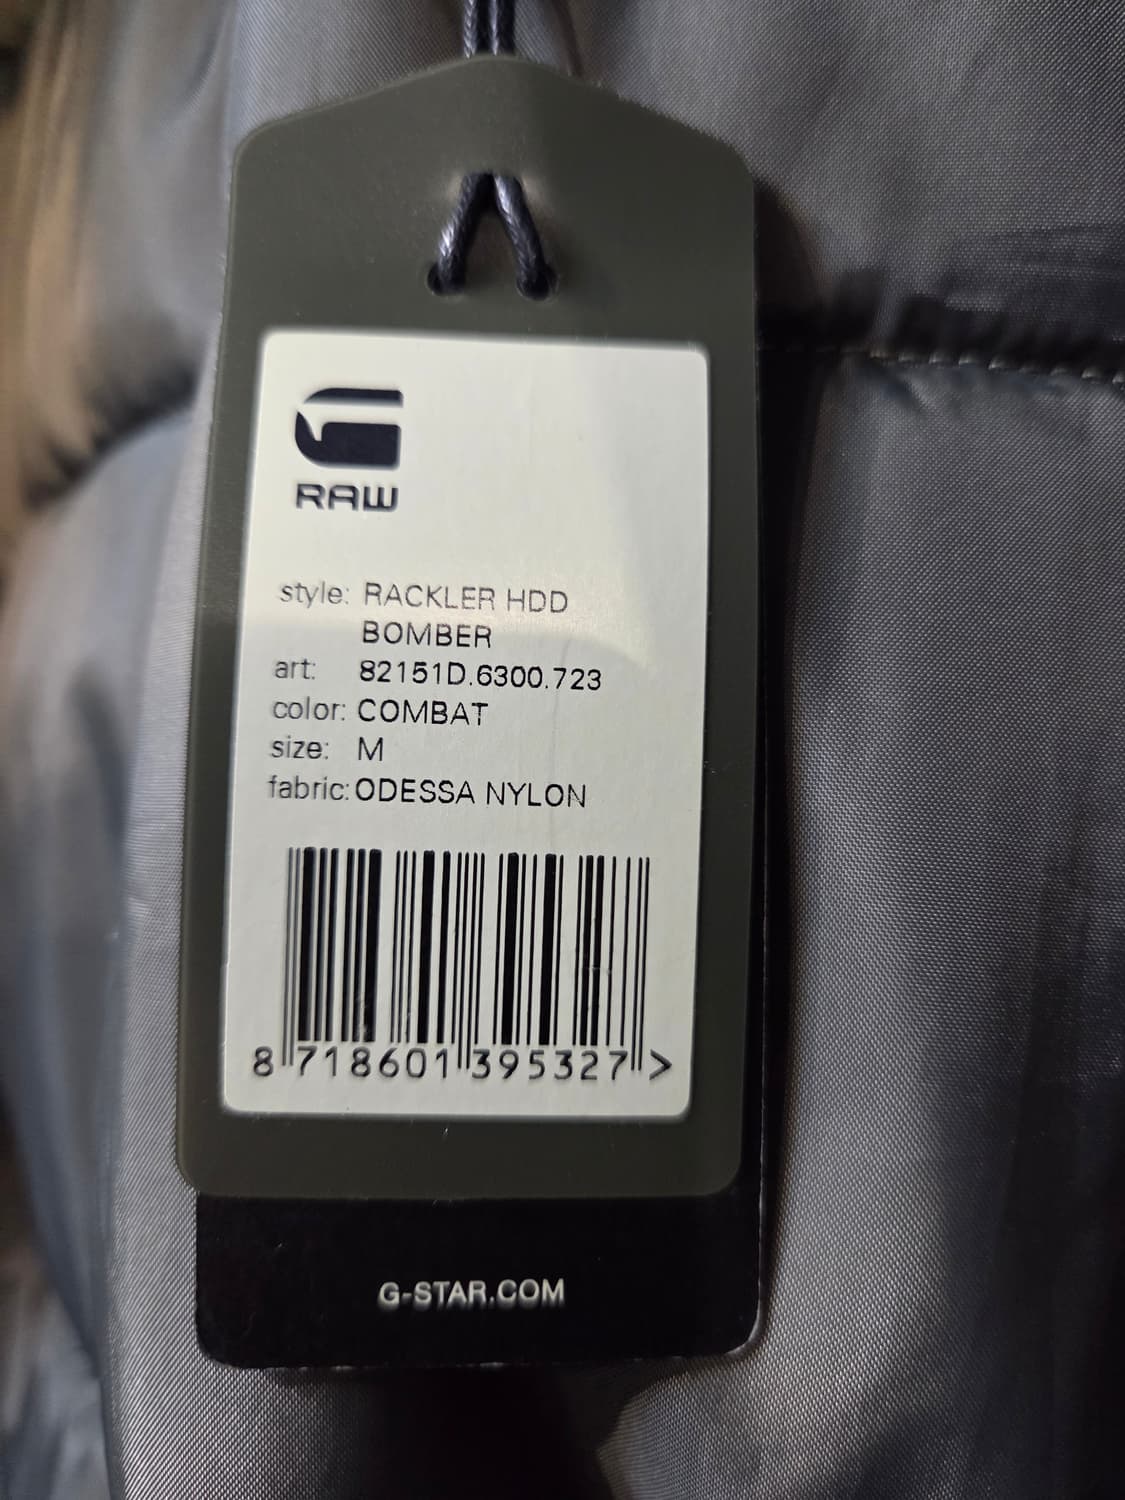 RAW
style: RACKLER HDD
BOMBER
art: 82151D.6300.723
color: COMBAT
size: M
fabric: ODESSA NYLON
8 718601 395327 >
G-STAR.COM